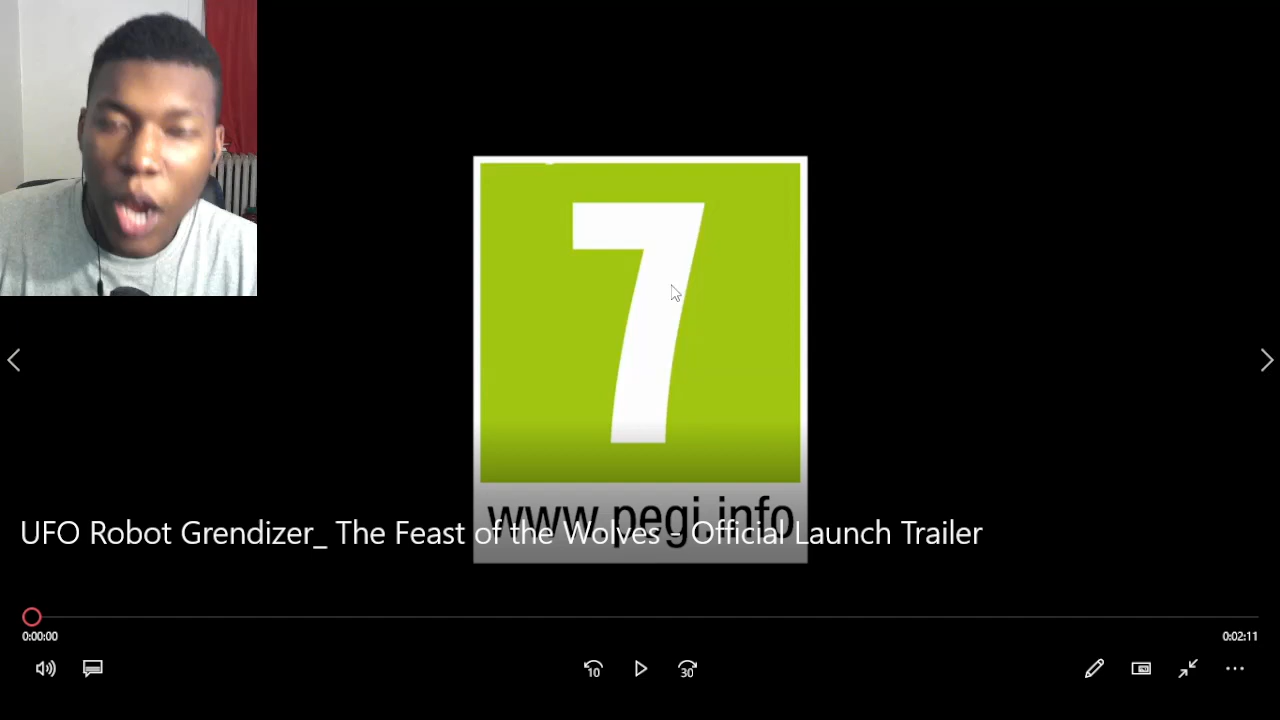 7
www.pegi.info
UFO Robot Grendizer_ The Feast of the Wolves - Official Launch Trailer
0:00:00
0:02:11
10
30